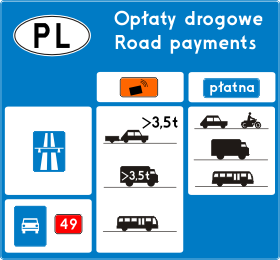 PL
Opłaty drogowe
Road payments
płatna
>3,5t
>3,5t
49